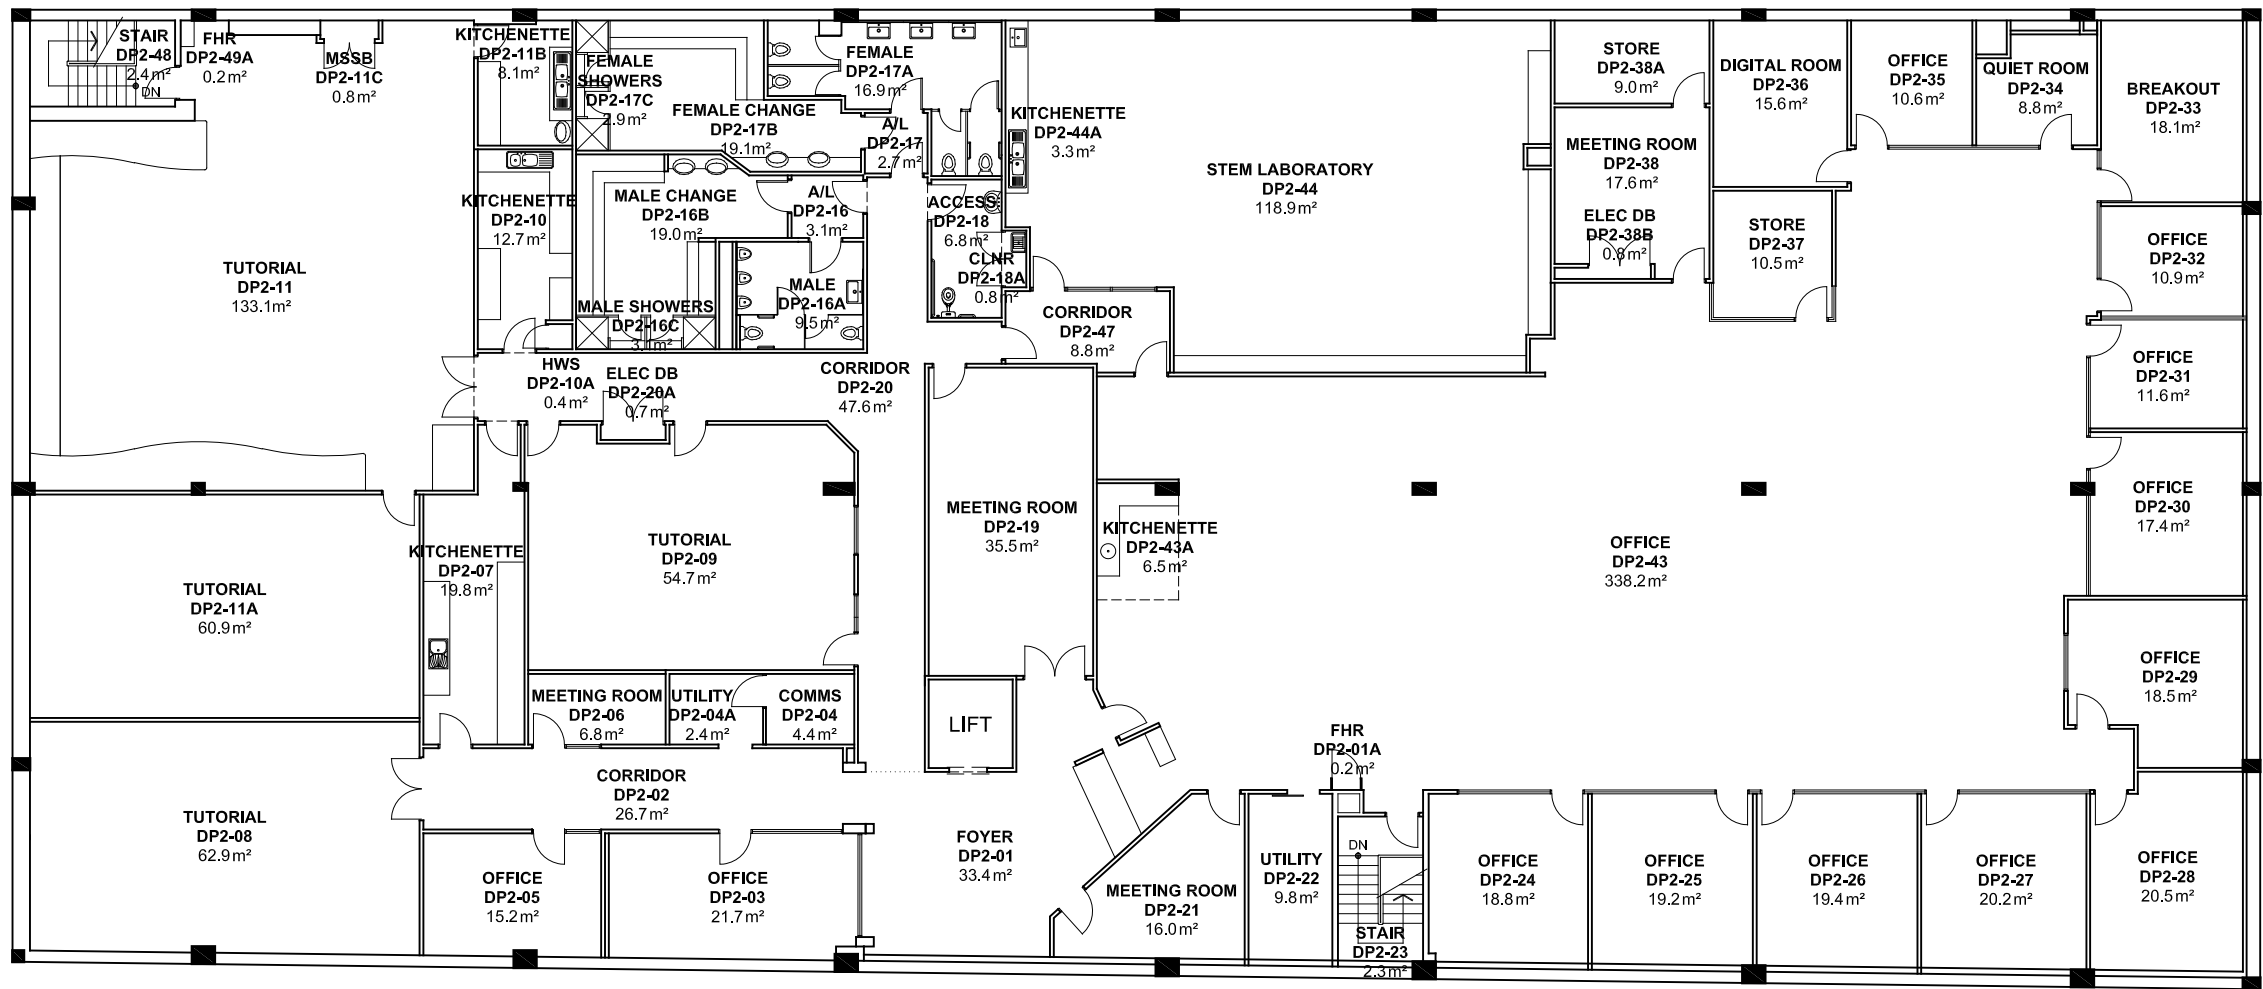 STAIR
DP2-48
2.4m²
DN
FHR
DP2-49A
0.2m²
MSSB
DP2-11C
0.8m²
KITCHENETTE
DP2-11B
8.1m²
FEMALE
SHOWERS
DP2-17C
2.9m²
FEMALE
DP2-17A
16.9m²
FEMALE CHANGE
DP2-17B
19.1m²
A/L
DP2-17
2.7m²
KITCHENETTE
DP2-44A
3.3m²
STEM LABORATORY
DP2-44
118.9m²
STORE
DP2-38A
9.0m²
DIGITAL ROOM
DP2-36
15.6m²
OFFICE
DP2-35
10.6m²
QUIET ROOM
DP2-34
8.8m²
BREAKOUT
DP2-33
18.1m²
MEETING ROOM
DP2-38
17.6m²
ELEC DB
DP2-38B
0.8m²
STORE
DP2-37
10.5m²
OFFICE
DP2-32
10.9m²
TUTORIAL
DP2-11
133.1m²
KITCHENETTE
DP2-10
12.7m²
MALE CHANGE
DP2-16B
19.0m²
A/L
DP2-16
3.1m²
ACCESS
DP2-18
6.8m²
CLNR
DP2-18A
0.8m²
MALE
DP2-16A
9.5m²
MALE SHOWERS
DP2-16C
3.1m²
CORRIDOR
DP2-47
8.8m²
OFFICE
DP2-31
11.6m²
HWS
DP2-10A
0.4m²
ELEC DB
DP2-20A
0.7m²
CORRIDOR
DP2-20
47.6m²
OFFICE
DP2-30
17.4m²
MEETING ROOM
DP2-19
35.5m²
KITCHENETTE
DP2-43A
6.5m²
OFFICE
DP2-43
338.2m²
TUTORIAL
DP2-09
54.7m²
KITCHENETTE
DP2-07
19.8m²
TUTORIAL
DP2-11A
60.9m²
OFFICE
DP2-29
18.5m²
MEETING ROOM
DP2-06
6.8m²
UTILITY
DP2-04A
2.4m²
COMMS
DP2-04
4.4m²
LIFT
FHR
DP2-01A
0.2m²
CORRIDOR
DP2-02
26.7m²
TUTORIAL
DP2-08
62.9m²
FOYER
DP2-01
33.4m²
OFFICE
DP2-05
15.2m²
OFFICE
DP2-03
21.7m²
MEETING ROOM
DP2-21
16.0m²
UTILITY
DP2-22
9.8m²
DN
STAIR
DP2-23
2.3m²
OFFICE
DP2-24
18.8m²
OFFICE
DP2-25
19.2m²
OFFICE
DP2-26
19.4m²
OFFICE
DP2-27
20.2m²
OFFICE
DP2-28
20.5m²